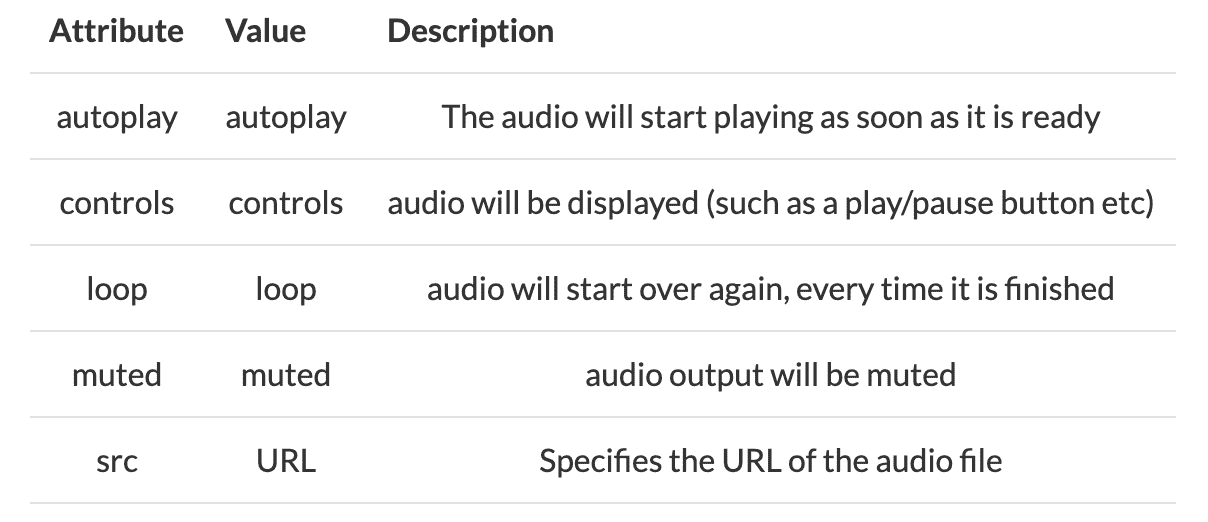 Attribute Value Description
autoplay autoplay The audio will start playing as soon as it is ready
controls controls audio will be displayed (such as a play/pause button etc)
loop loop audio will start over again, every time it is finished
muted muted audio output will be muted
src URL Specifies the URL of the audio file